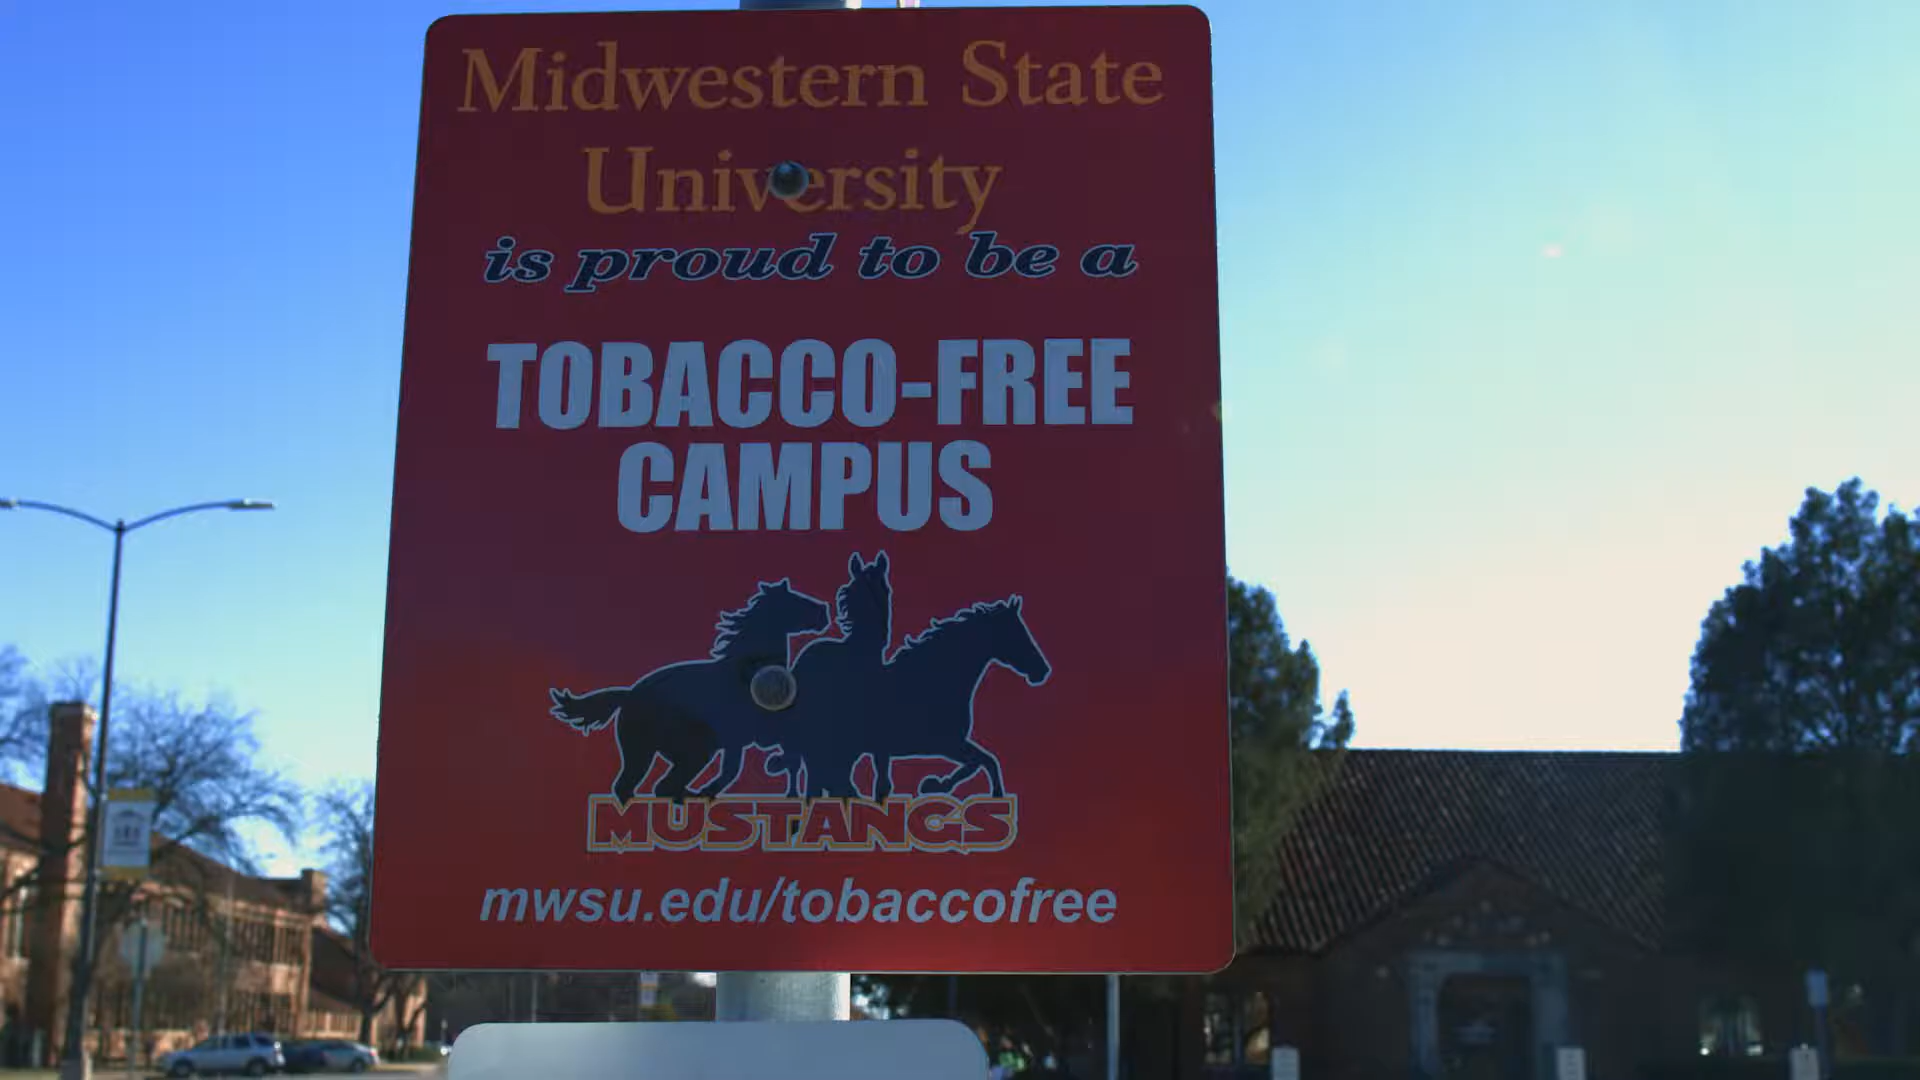 Midwestern State
University
is proud to be a
TOBACCO-FREE
CAMPUS
MUSTANGS
mwsu.edu/tobaccofree